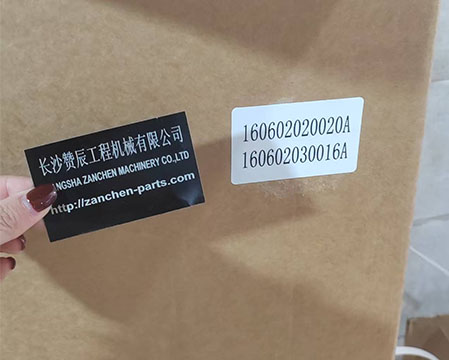 长沙赞辰工程机械有限公司
NGSHA ZANCHEN MACHINERY CO.,LTD
http://zanchen-parts.com
160602020020A
160602030016A